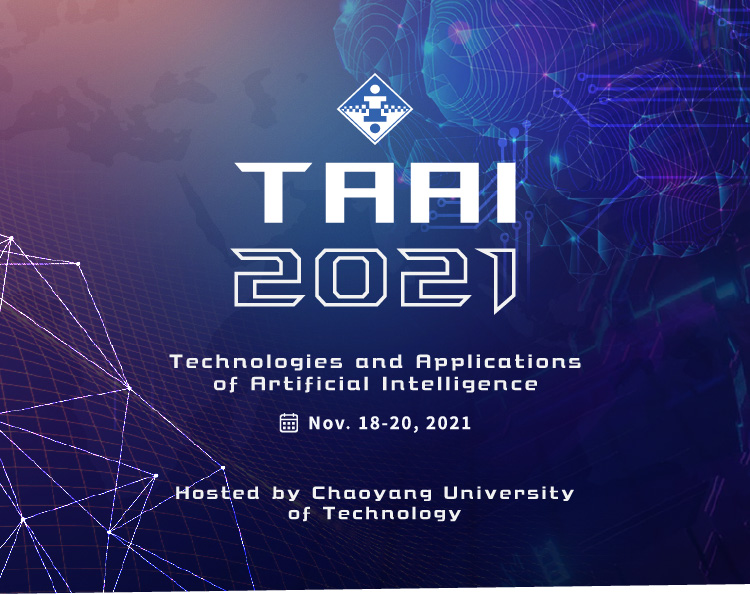 TAAI
2021
Technologies and Applications
of Artificial Intelligence
Nov. 18-20, 2021
Hosted by Chaoyang University
of Technology